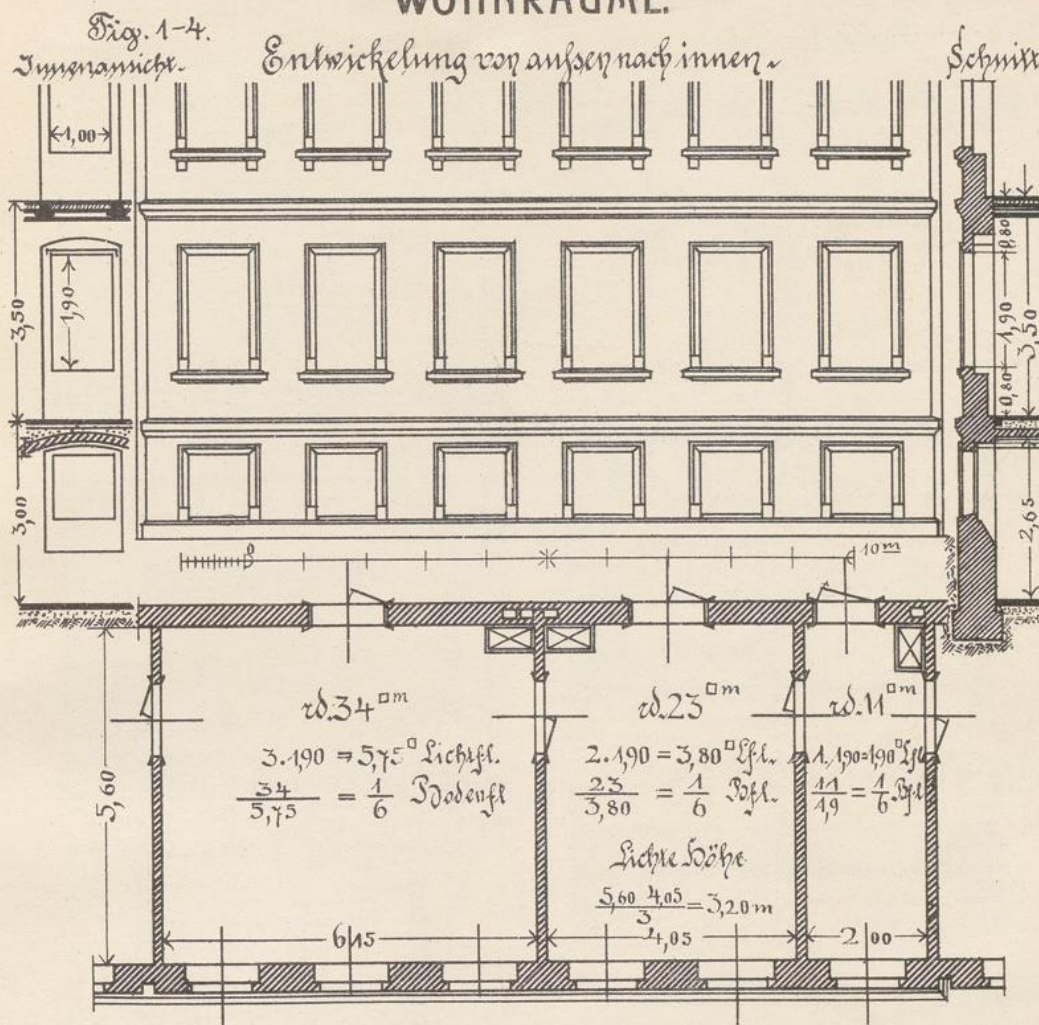 WOHNRÄUME.
Fig. 1-4.
Innenansicht.
Entwickelung von außen nach innen.
Schnitt
1,00
3,50
1,90
3,00
0,80
1,90
3,50
0,80
2,65
0
10 m
5,60
rd. 34 □m
3 . 1,90 = 5,75 □ Lichtfl.
34/5,75 = 1/6 Bodenfl
rd. 23 □m
2 . 1,90 = 3,80 □ Lfl.
23/3,80 = 1/6 Bfl.
rd. 11 □m
1 . 1,90 = 1,90 □ Lfl
11/1,9 = 1/6 Bfl
Lichte Höhe
5,60 4,05/3 = 3,20 m
6,15
4,05
2 00